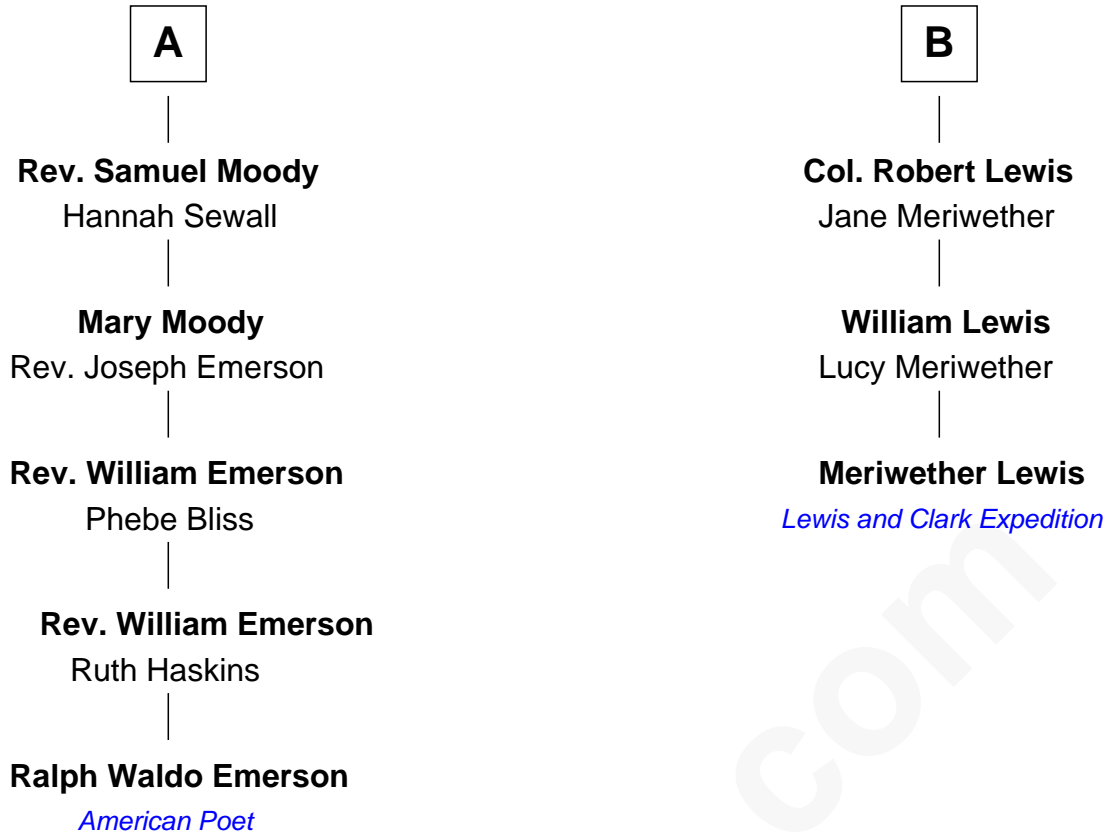 A
Rev. Samuel Moody
Hannah Sewall
Mary Moody
Rev. Joseph Emerson
Rev. William Emerson
Phebe Bliss
Rev. William Emerson
Ruth Haskins
Ralph Waldo Emerson
American Poet
B
Col. Robert Lewis
Jane Meriwether
William Lewis
Lucy Meriwether
Meriwether Lewis
Lewis and Clark Expedition
com